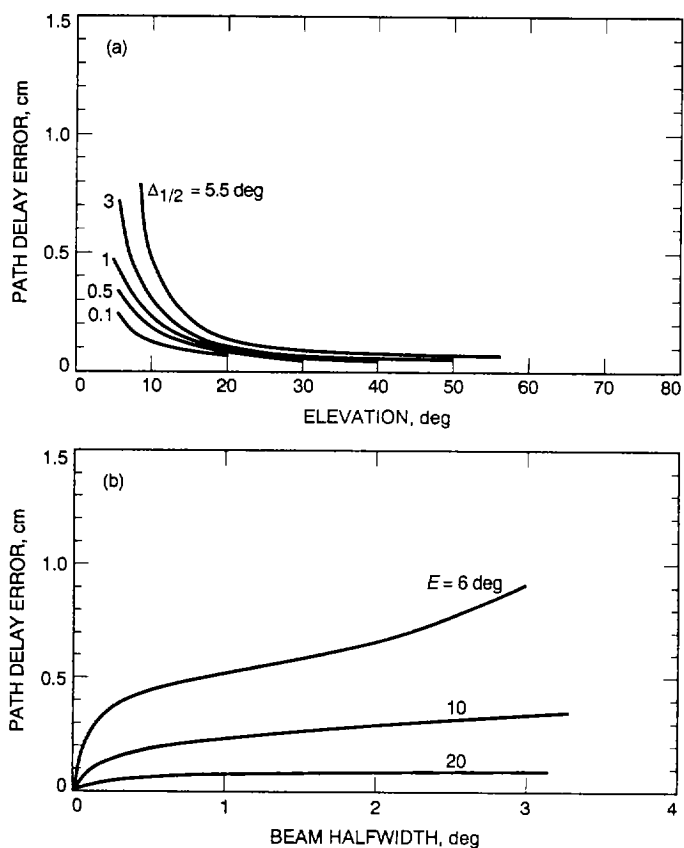 1.5
(a)
1.0
0.5
0
PATH DELAY ERROR, cm
Δ1/2 = 5.5 deg
3
1
0.5
0.1
0 10 20 30 40 50 60 70 80
ELEVATION, deg
1.5
(b)
1.0
0.5
0
PATH DELAY ERROR, cm
E = 6 deg
10
20
0 1 2 3 4
BEAM HALFWIDTH, deg